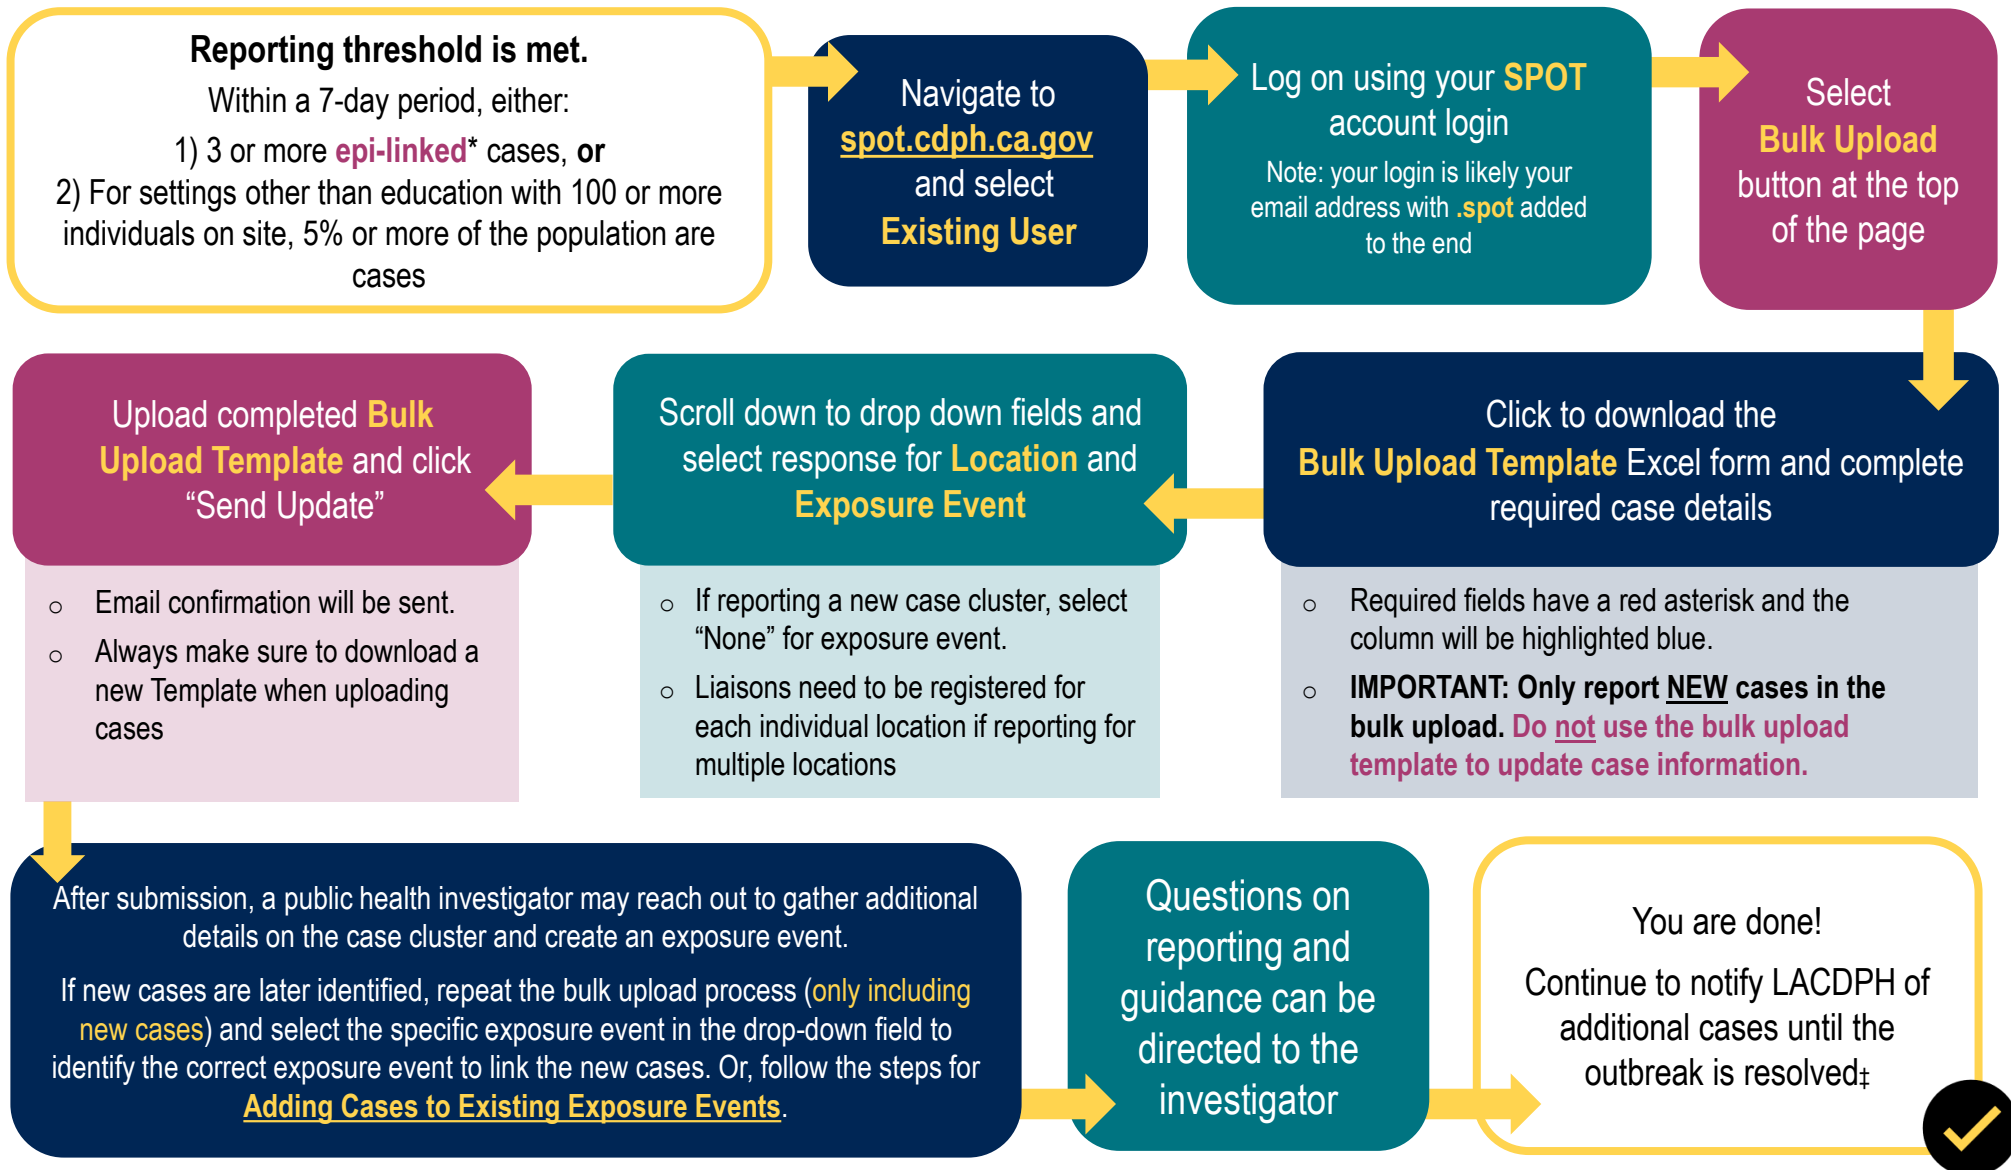 Reporting threshold is met.
Within a 7-day period, either:
1) 3 or more epi-linked* cases, or
2) For settings other than education with 100 or more
individuals on site, 5% or more of the population are
cases
Navigate to
spot.cdph.ca.gov
and select
Existing User
Log on using your SPOT
account login
Note: your login is likely your
email address with .spot added
to the end
Select
Bulk Upload
button at the top
of the page
Click to download the
Bulk Upload Template Excel form and complete
required case details
○ Required fields have a red asterisk and the
column will be highlighted blue.
○ IMPORTANT: Only report NEW cases in the
bulk upload. Do not use the bulk upload
template to update case information.
Scroll down to drop down fields and
select response for Location and
Exposure Event
○ If reporting a new case cluster, select
“None” for exposure event.
○ Liaisons need to be registered for
each individual location if reporting for
multiple locations
Upload completed Bulk
Upload Template and click
“Send Update”
○ Email confirmation will be sent.
○ Always make sure to download a
new Template when uploading
cases
After submission, a public health investigator may reach out to gather additional
details on the case cluster and create an exposure event.
If new cases are later identified, repeat the bulk upload process (only including
new cases) and select the specific exposure event in the drop-down field to
identify the correct exposure event to link the new cases. Or, follow the steps for
Adding Cases to Existing Exposure Events.
Questions on
reporting and
guidance can be
directed to the
investigator
You are done!
Continue to notify LACDPH of
additional cases until the
outbreak is resolved‡